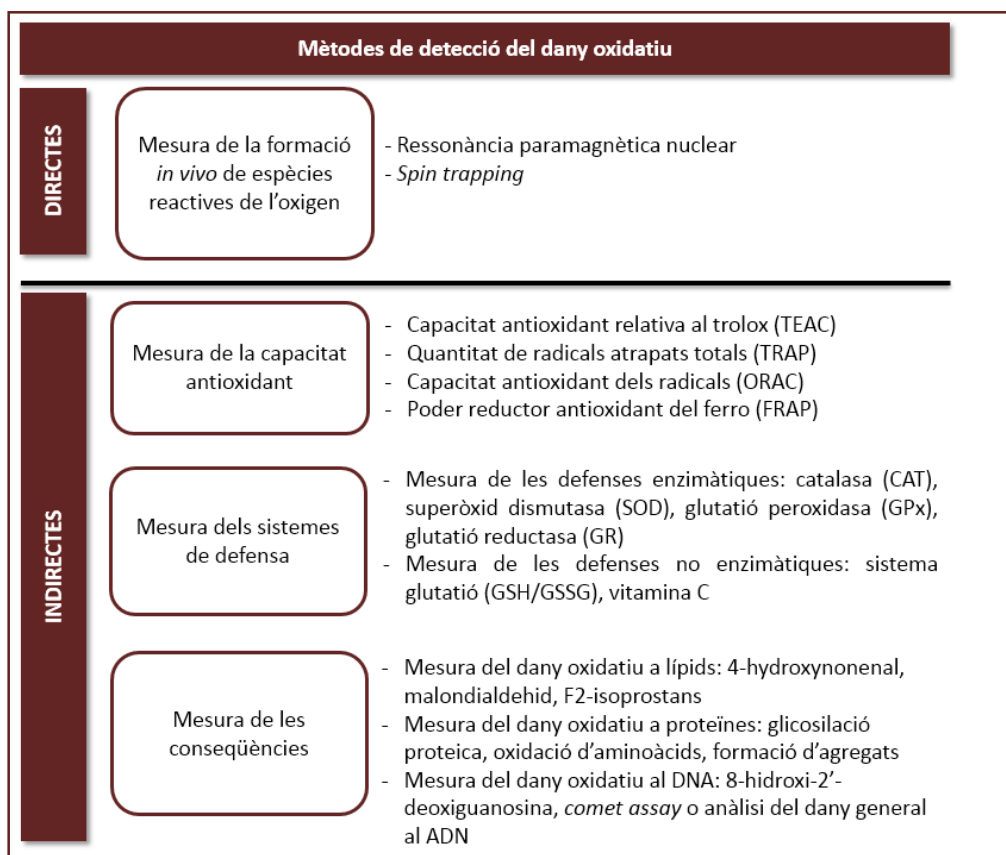 Mètodes de detecció del dany oxidatiu
DIRECTES
Mesura de la formació
in vivo de espècies
reactives de l'oxigen
- Ressonància paramagnètica nuclear
- Spin trapping
INDIRECTES
Mesura de la capacitat
antioxidant
- Capacitat antioxidant relativa al trolox (TEAC)
- Quantitat de radicals atrapats totals (TRAP)
- Capacitat antioxidant dels radicals (ORAC)
- Poder reductor antioxidant del ferro (FRAP)
Mesura dels sistemes
de defensa
- Mesura de les defenses enzimàtiques: catalasa (CAT),
superòxid dismutasa (SOD), glutatió peroxidasa (GPx),
glutatió reductasa (GR)
- Mesura de les defenses no enzimàtiques: sistema
glutatió (GSH/GSSG), vitamina C
Mesura de les
conseqüències
- Mesura del dany oxidatiu a lípids: 4-hydroxynonenal,
malondialdehid, F2-isoprostans
- Mesura del dany oxidatiu a proteïnes: glicosilació
proteica, oxidació d'aminoàcids, formació d'agregats
- Mesura del dany oxidatiu al DNA: 8-hidroxi-2'-
deoxiguanosina, comet assay o anàlisi del dany general
al ADN